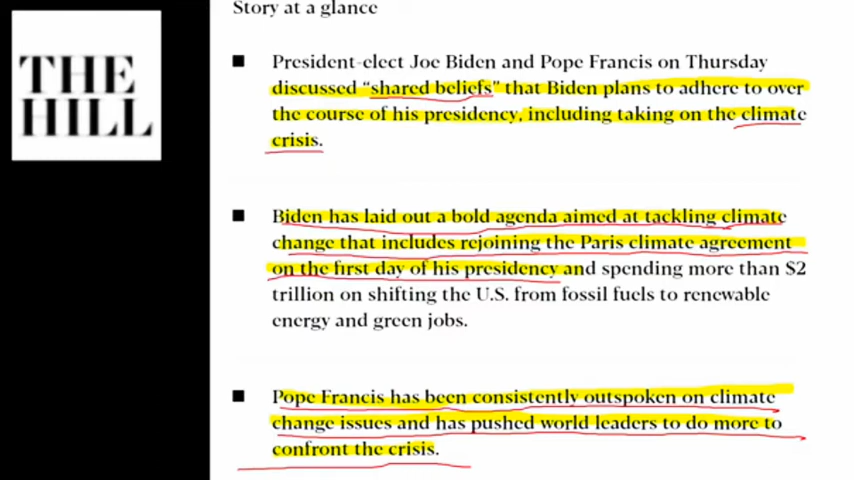 THE
HILL
Story at a glance
President-elect Joe Biden and Pope Francis on Thursday
discussed “shared beliefs” that Biden plans to adhere to over
the course of his presidency, including taking on the climate
crisis.
Biden has laid out a bold agenda aimed at tackling climate
change that includes rejoining the Paris climate agreement
on the first day of his presidency and spending more than $2
trillion on shifting the U.S. from fossil fuels to renewable
energy and green jobs.
Pope Francis has been consistently outspoken on climate
change issues and has pushed world leaders to do more to
confront the crisis.